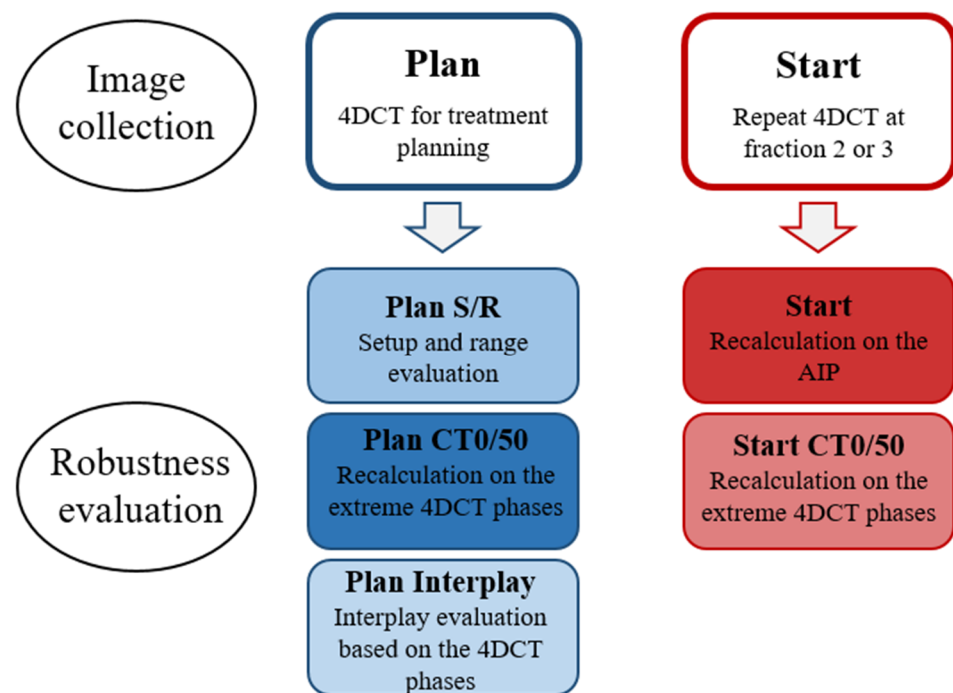 Image
collection
Plan
4DCT for treatment
planning
Start
Repeat 4DCT at
fraction 2 or 3
Robustness
evaluation
Plan S/R
Setup and range
evaluation
Plan CT0/50
Recalculation on the
extreme 4DCT phases
Plan Interplay
Interplay evaluation
based on the 4DCT
phases
Start
Recalculation on the
AIP
Start CT0/50
Recalculation on the
extreme 4DCT phases